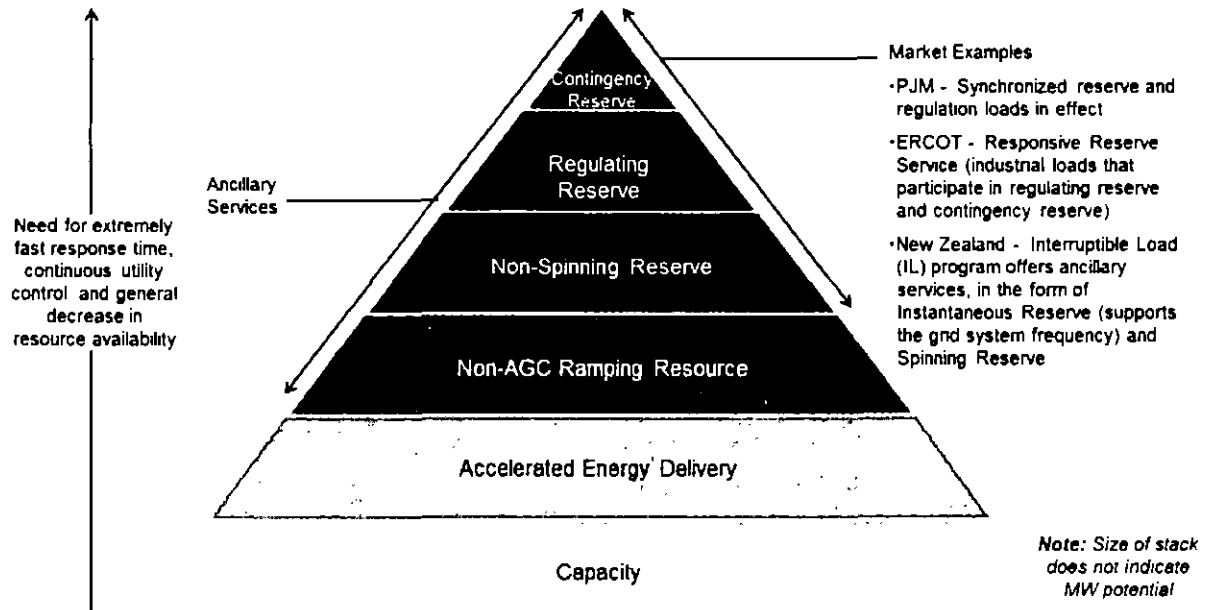 Need for extremely
fast response time,
continuous utility
control and general
decrease in
resource availability
Ancillary
Services
Contingency
Reserve
Regulating
Reserve
Non-Spinning Reserve
Non-AGC Ramping Resource
Accelerated Energy Delivery
Capacity
Market Examples
•PJM - Synchronized reserve and
regulation loads in effect
•ERCOT - Responsive Reserve
Service (industrial loads that
participate in regulating reserve
and contingency reserve)
•New Zealand - Interruptible Load
(IL) program offers ancillary
services, in the form of
Instantaneous Reserve (supports
the grid system frequency) and
Spinning Reserve
Note: Size of stack
does not indicate
MW potential